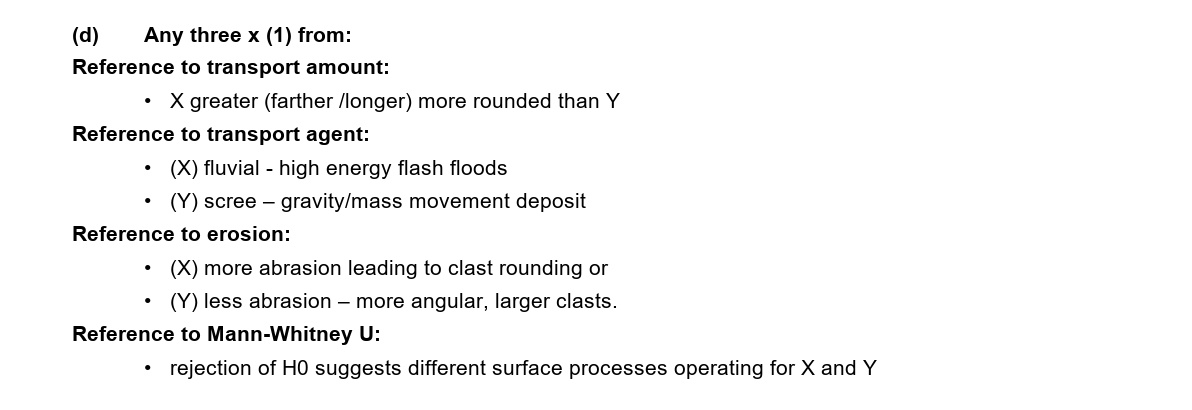 (d) Any three x (1) from:
Reference to transport amount:
• X greater (farther /longer) more rounded than Y
Reference to transport agent:
• (X) fluvial - high energy flash floods
• (Y) scree – gravity/mass movement deposit
Reference to erosion:
• (X) more abrasion leading to clast rounding or
• (Y) less abrasion – more angular, larger clasts.
Reference to Mann-Whitney U:
• rejection of H0 suggests different surface processes operating for X and Y